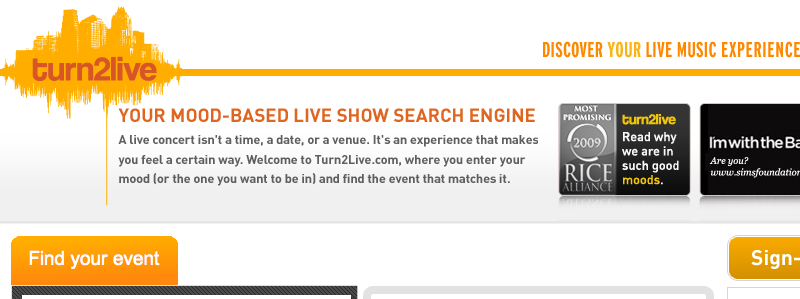 turn2live
DISCOVER YOUR LIVE MUSIC EXPERIENCE
YOUR MOOD-BASED LIVE SHOW SEARCH ENGINE
A live concert isn't a time, a date, or a venue. It's an experience that makes
you feel a certain way. Welcome to Turn2Live.com, where you enter your
mood (or the one you want to be in) and find the event that matches it.
MOST
PROMISING
2009
RICE
ALLIANCE
turn2live
Read why
we are in
such good
moods.
I'm with the Ba
Are you?
www.simsfoundation
Find your event
Sign-